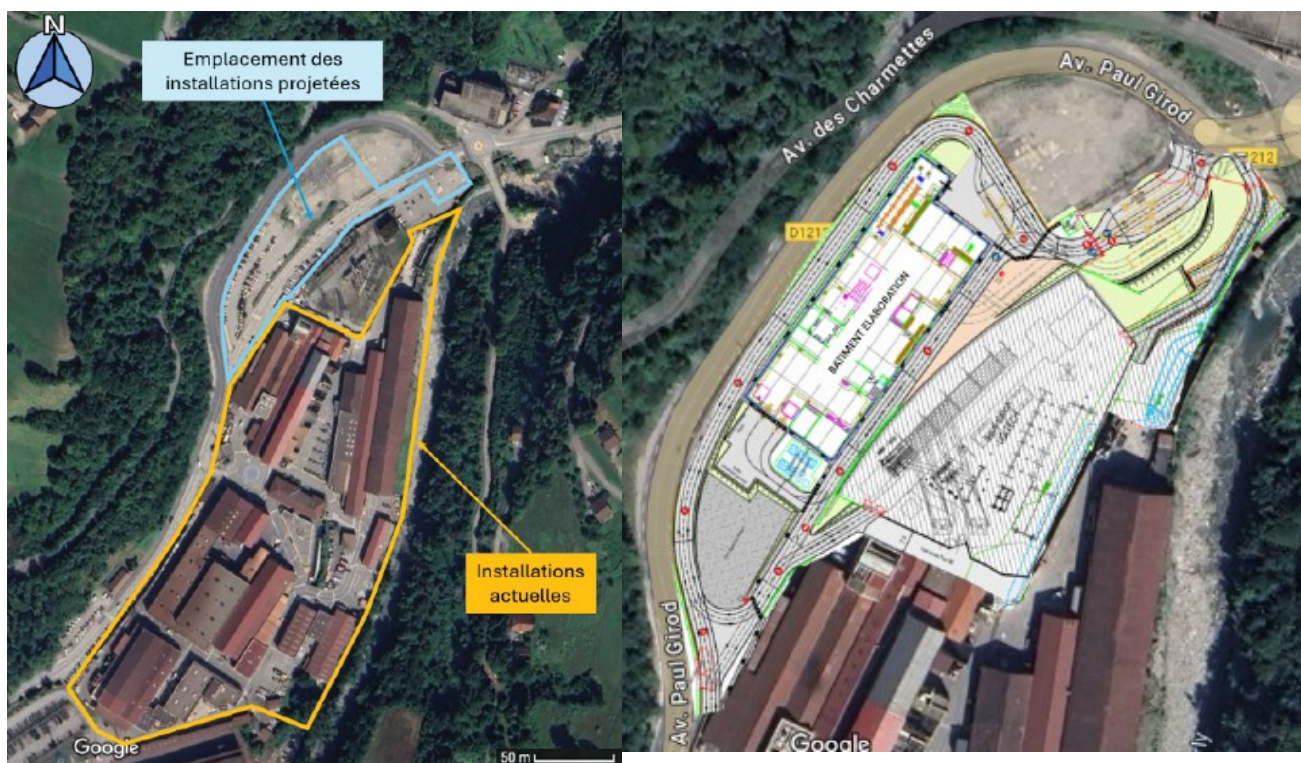 N
Emplacement des
installations projetées
Installations
actuelles
Google
50 m
Av. des Charmettes
Av. Paul Girod
D1212
BATIMENT ELABORATION
Av. Paul Girod
Google